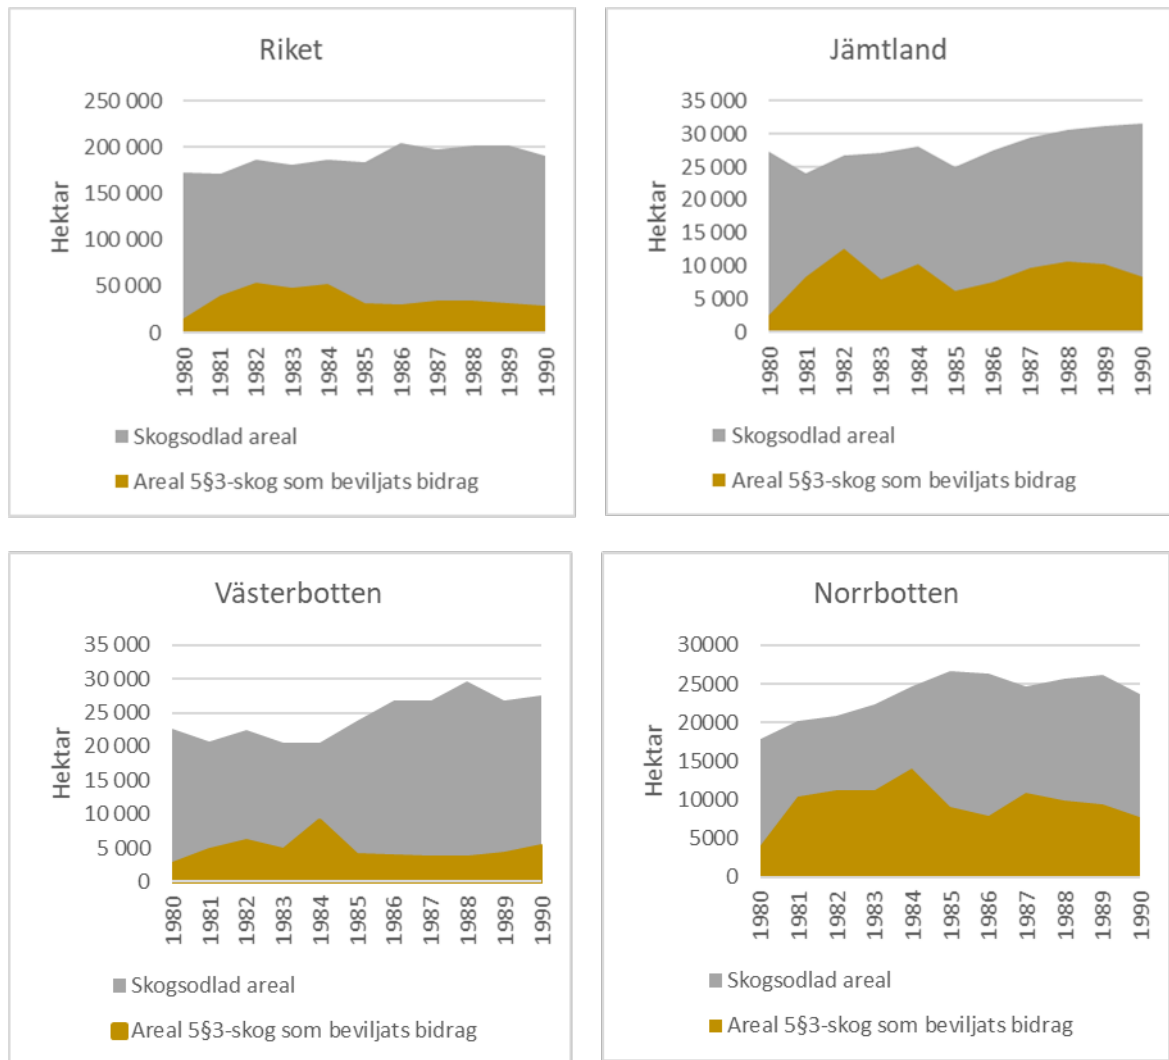 Riket
250 000
200 000
150 000
100 000
50 000
0
Hektar
1980 1981 1982 1983 1984 1985 1986 1987 1988 1989 1990
Skogsodlad areal
Areal 5§3-skog som beviljats bidrag
Jämtland
35 000
30 000
25 000
20 000
15 000
10 000
5 000
0
Hektar
1980 1981 1982 1983 1984 1985 1986 1987 1988 1989 1990
Skogsodlad areal
Areal 5§3-skog som beviljats bidrag
Västerbotten
35 000
30 000
25 000
20 000
15 000
10 000
5 000
0
Hektar
1980 1981 1982 1983 1984 1985 1986 1987 1988 1989 1990
Skogsodlad areal
Areal 5§3-skog som beviljats bidrag
Norrbotten
30000
25000
20000
15000
10000
5000
0
Hektar
1980 1981 1982 1983 1984 1985 1986 1987 1988 1989 1990
Skogsodlad areal
Areal 5§3-skog som beviljats bidrag